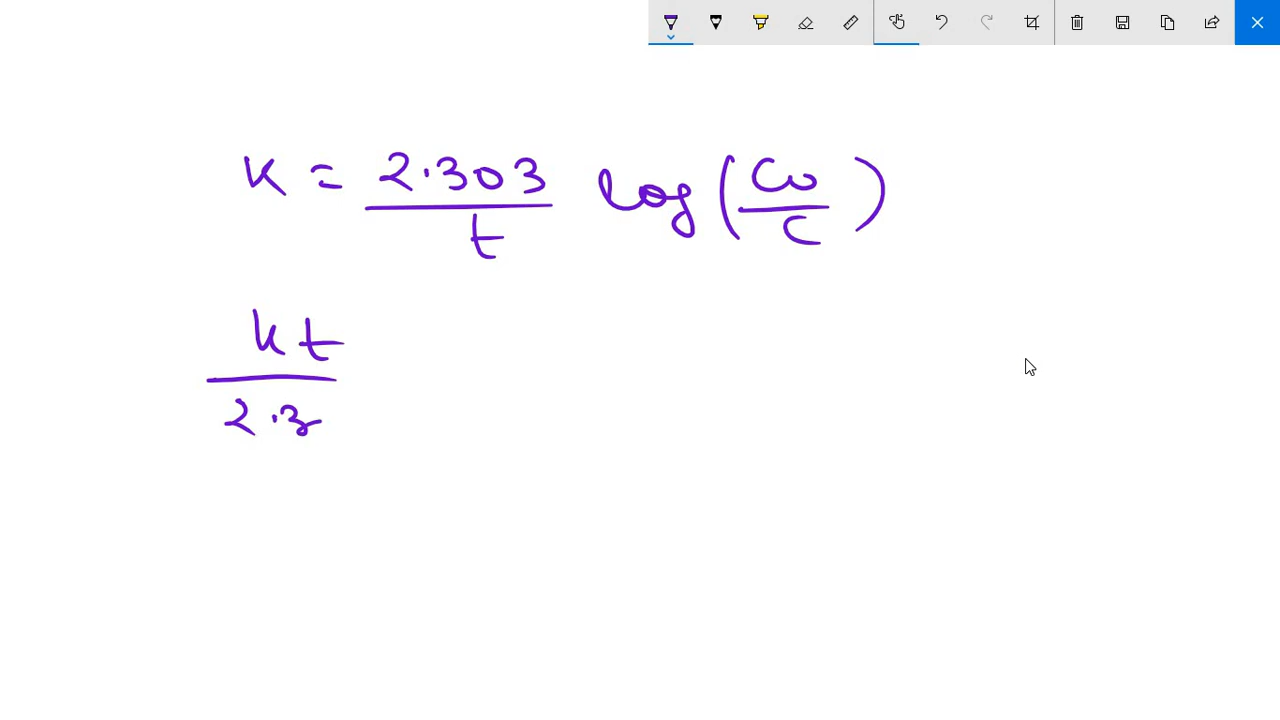 K = 2.303 / t log (C0 / C)
kt / 2.3